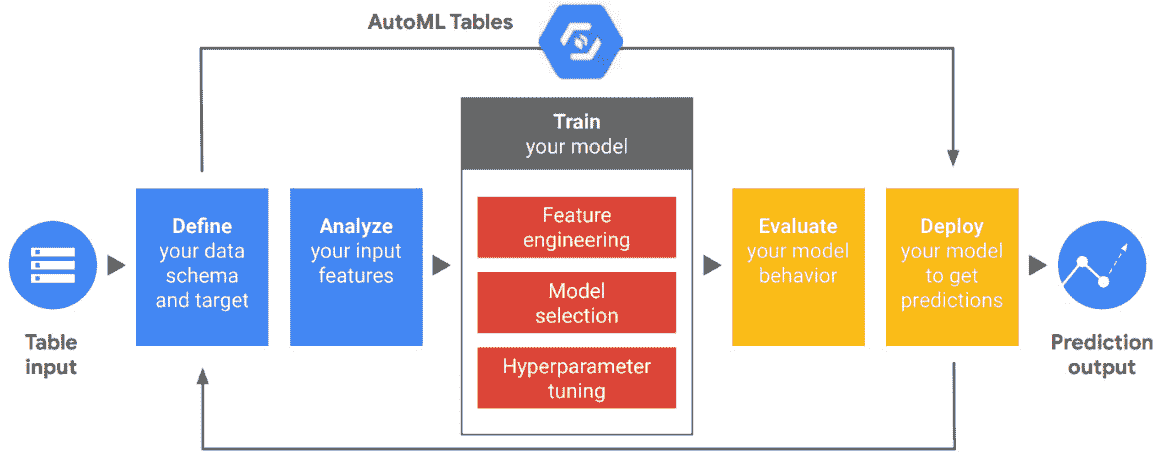 AutoML Tables
Table
input
Define
your data
schema
and target
Analyze
your input
features
Train
your model
Feature
engineering
Model
selection
Hyperparameter
tuning
Evaluate
your model
behavior
Deploy
your model
to get
predictions
Prediction
output